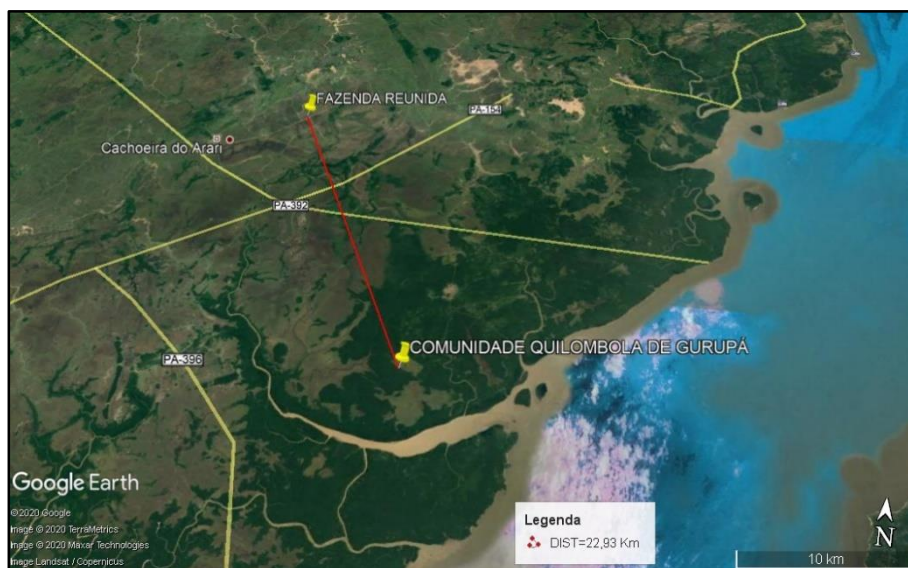 FAZENDA REUNIDA
PA-154
Cachoeira do Arari
PA-392
COMUNIDADE QUILOMBOLA DE GURUPÁ
PA-396
Google Earth
©2020 Google
Image © 2020 TerraMetrics
Image © 2020 Maxar Technologies
Image Landsat / Copernicus
Legenda
DIST=22,93 Km
N
10 km